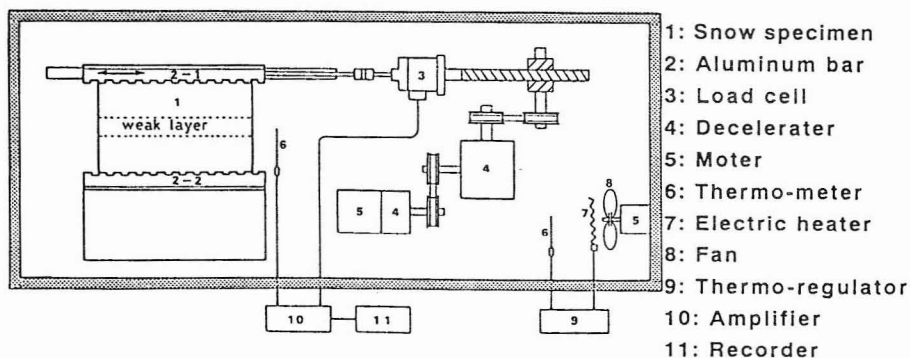 1: Snow specimen
2: Aluminum bar
3: Load cell
4: Decelerater
5: Moter
6: Thermo-meter
7: Electric heater
8: Fan
9: Thermo-regulator
10: Amplifier
11: Recorder
2-1
3
1
weak layer
6
2-2
4
5
4
8
7
5
6
10
11
9